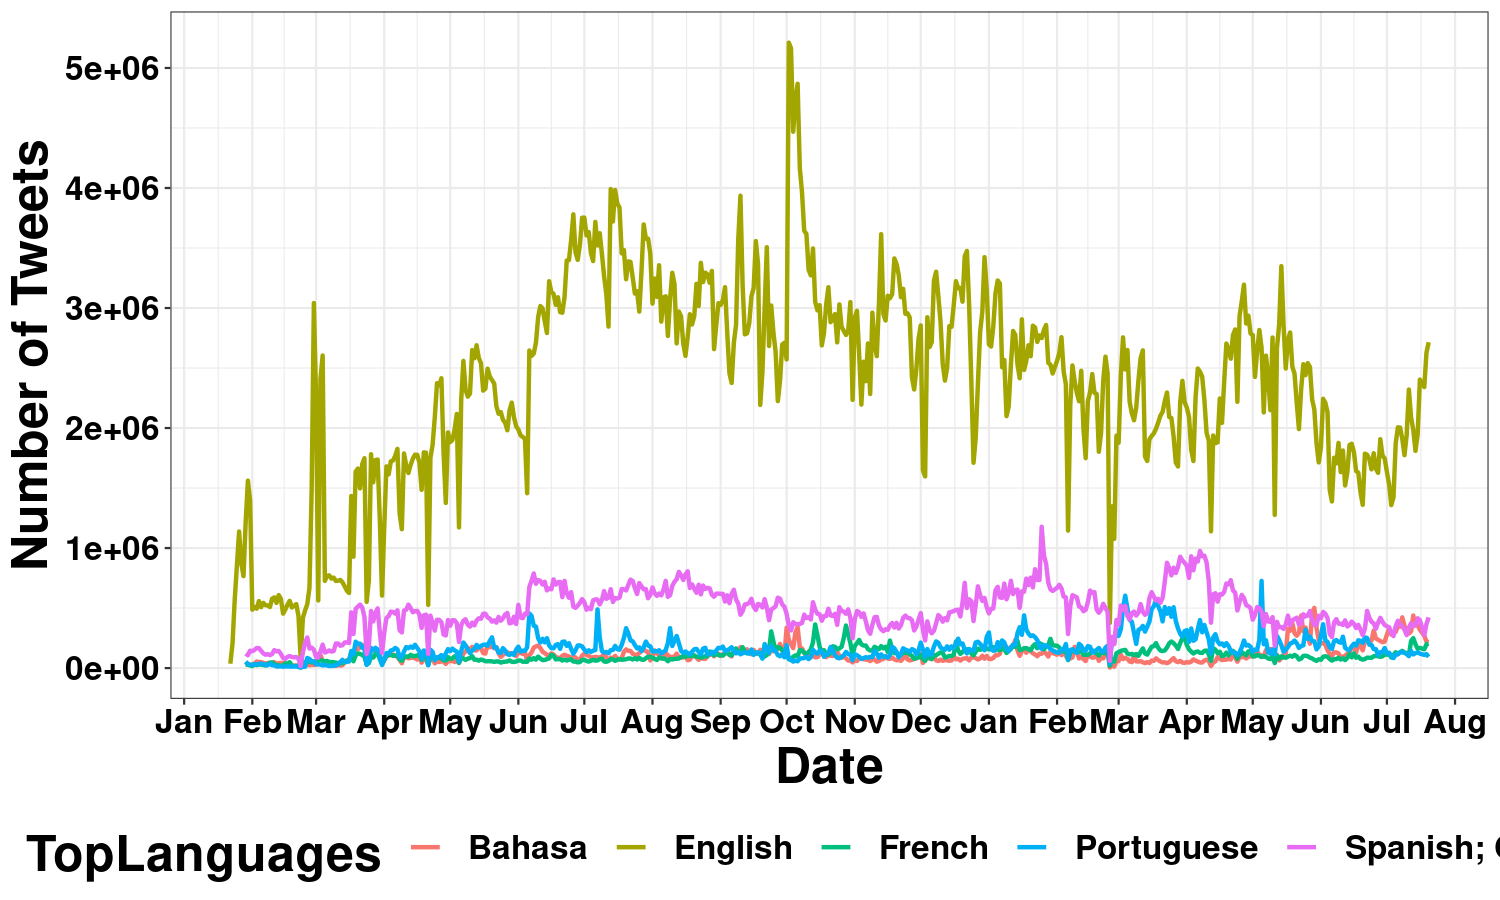 5e+06
4e+06
3e+06
2e+06
1e+06
0e+00
Number of Tweets
Jan Feb Mar Apr May Jun Jul Aug Sep Oct Nov Dec Jan Feb Mar Apr May Jun Jul Aug
Date
TopLanguages Bahasa English French Portuguese Spanish;